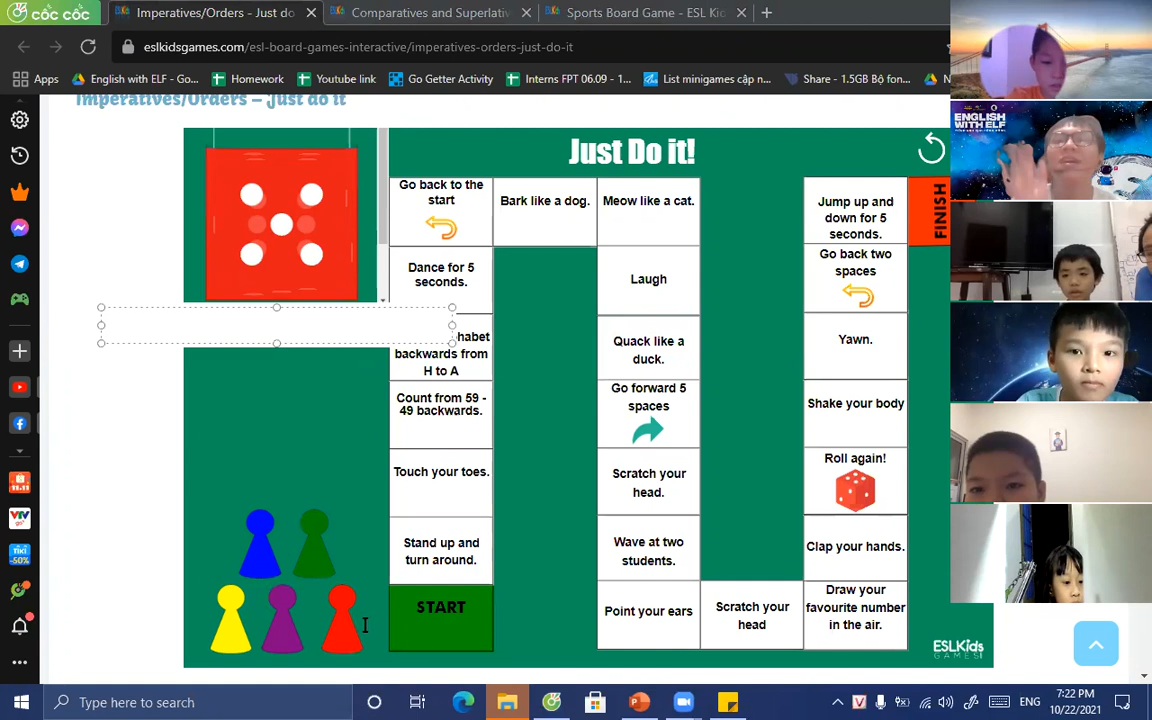 cốc cốc
Imperatives/Orders - Just do
Comparatives and Superlativ
Sports Board Game - ESL Kid
eslkidsgames.com/esl-board-games-interactive/imperatives-orders-just-do-it
Apps
English with ELF - Go...
Homework
Youtube link
Go Getter Activity
Interns FPT 06.09 - 1...
List minigames cập n...
Share - 1.5GB Bộ fon...
Imperatives/Orders – Just do it
Just Do it!
Go back to the
start
Bark like a dog.
Meow like a cat.
Jump up and
down for 5
seconds.
FINISH
Dance for 5
seconds.
Laugh
Go back two
spaces
habet
backwards from
H to A
Quack like a
duck.
Yawn.
Count from 59 -
49 backwards.
Go forward 5
spaces
Shake your body
Touch your toes.
Scratch your
head.
Roll again!
Stand up and
turn around.
Wave at two
students.
Clap your hands.
START
Point your ears
Scratch your
head
Draw your
favourite number
in the air.
ESLKids
GAMES
ENGLISH
WITH ELF
11.11
VTV
go
TIKI
-50%
Type here to search
ENG
7:22 PM
10/22/2021